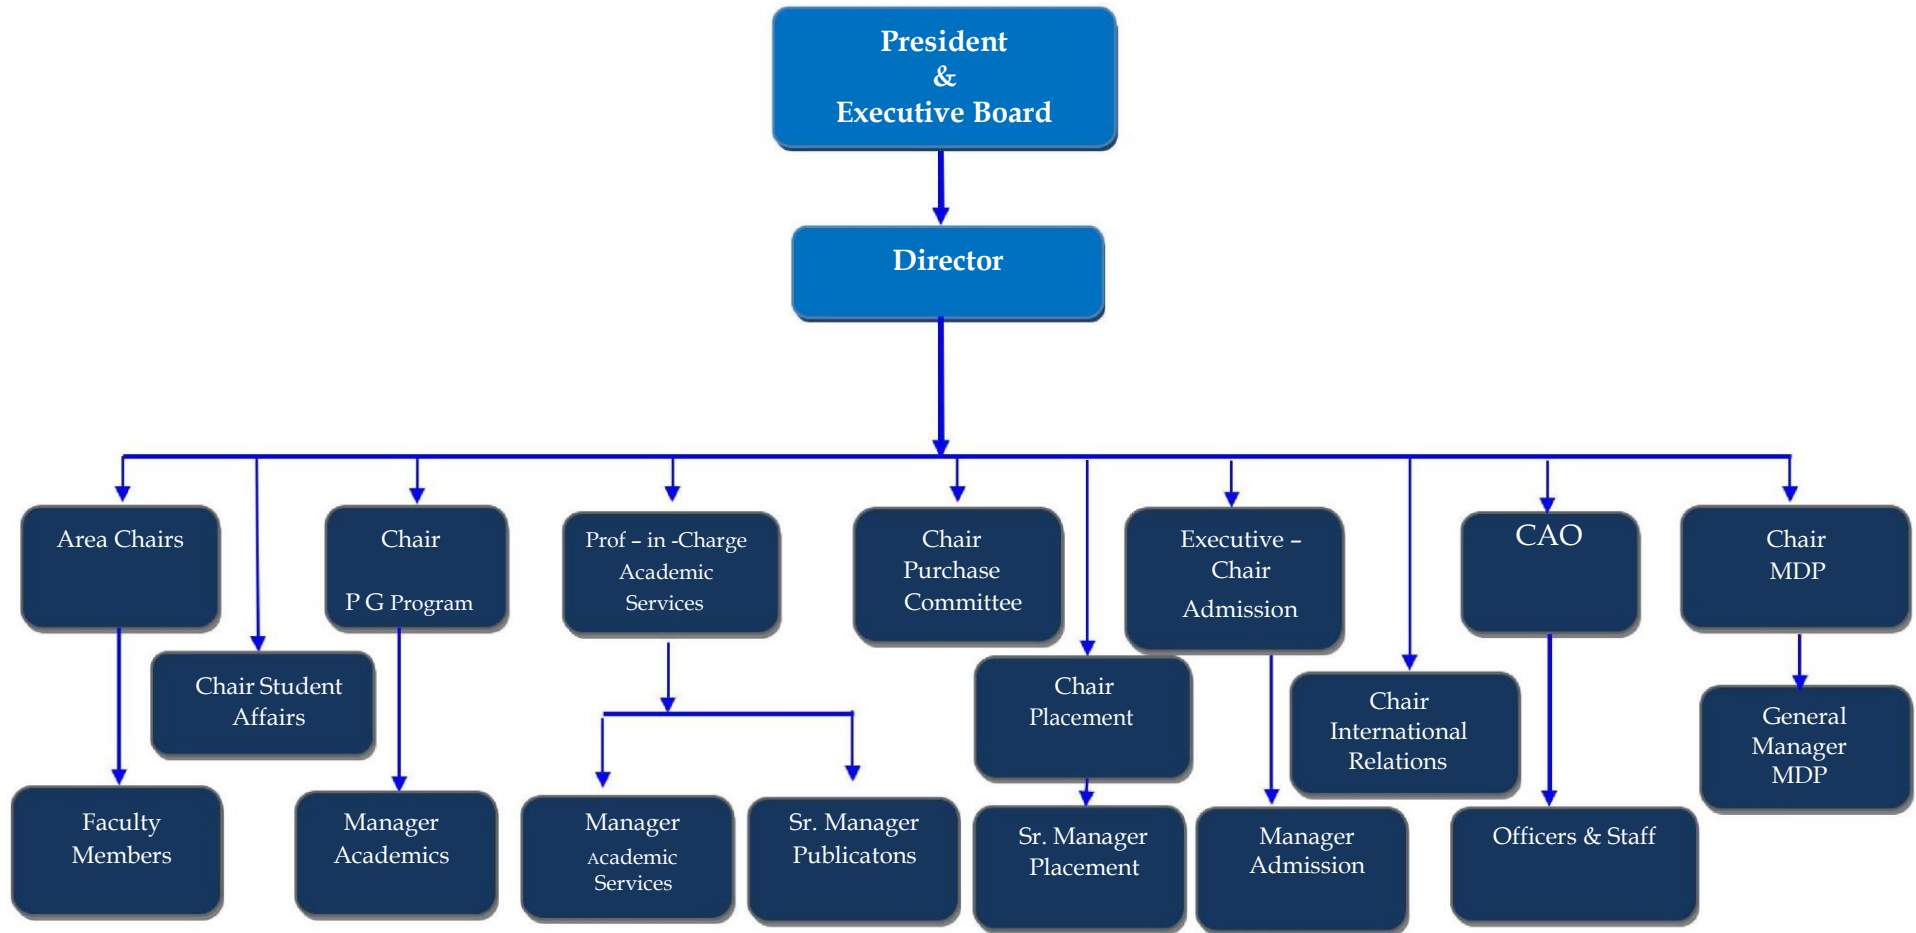 President
&
Executive Board
Director
Area Chairs
Chair
P G Program
Prof – in -Charge
Academic
Services
Chair
Purchase
Committee
Executive –
Chair
Admission
CAO
Chair
MDP
Chair Student
Affairs
Chair
Placement
Chair
International
Relations
General
Manager
MDP
Faculty
Members
Manager
Academics
Manager
Academic
Services
Sr. Manager
Publicatons
Sr. Manager
Placement
Manager
Admission
Officers & Staff